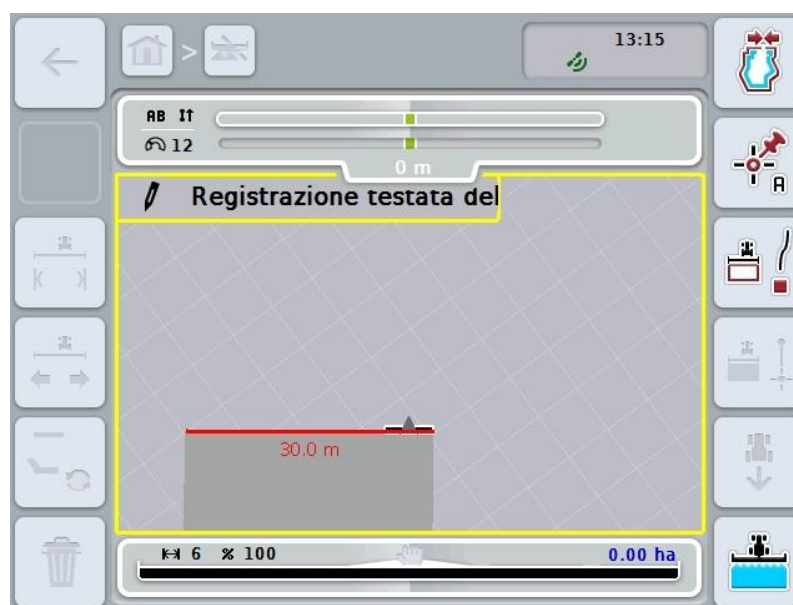 >
13:15
AB
12
0 m
Registrazione testata del
A
30.0 m
6 % 100 0.00 ha